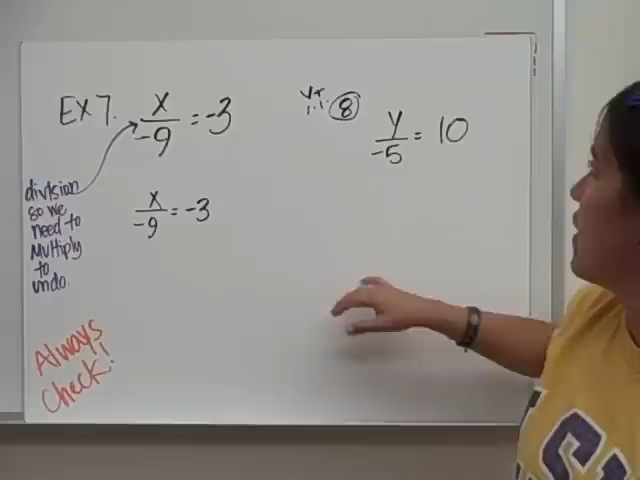 EX 7. x/-9 = -3
division
so we
need to
Multiply
to
undo.
x/-9 = -3
Always
Check!
8 y/-5 = 10